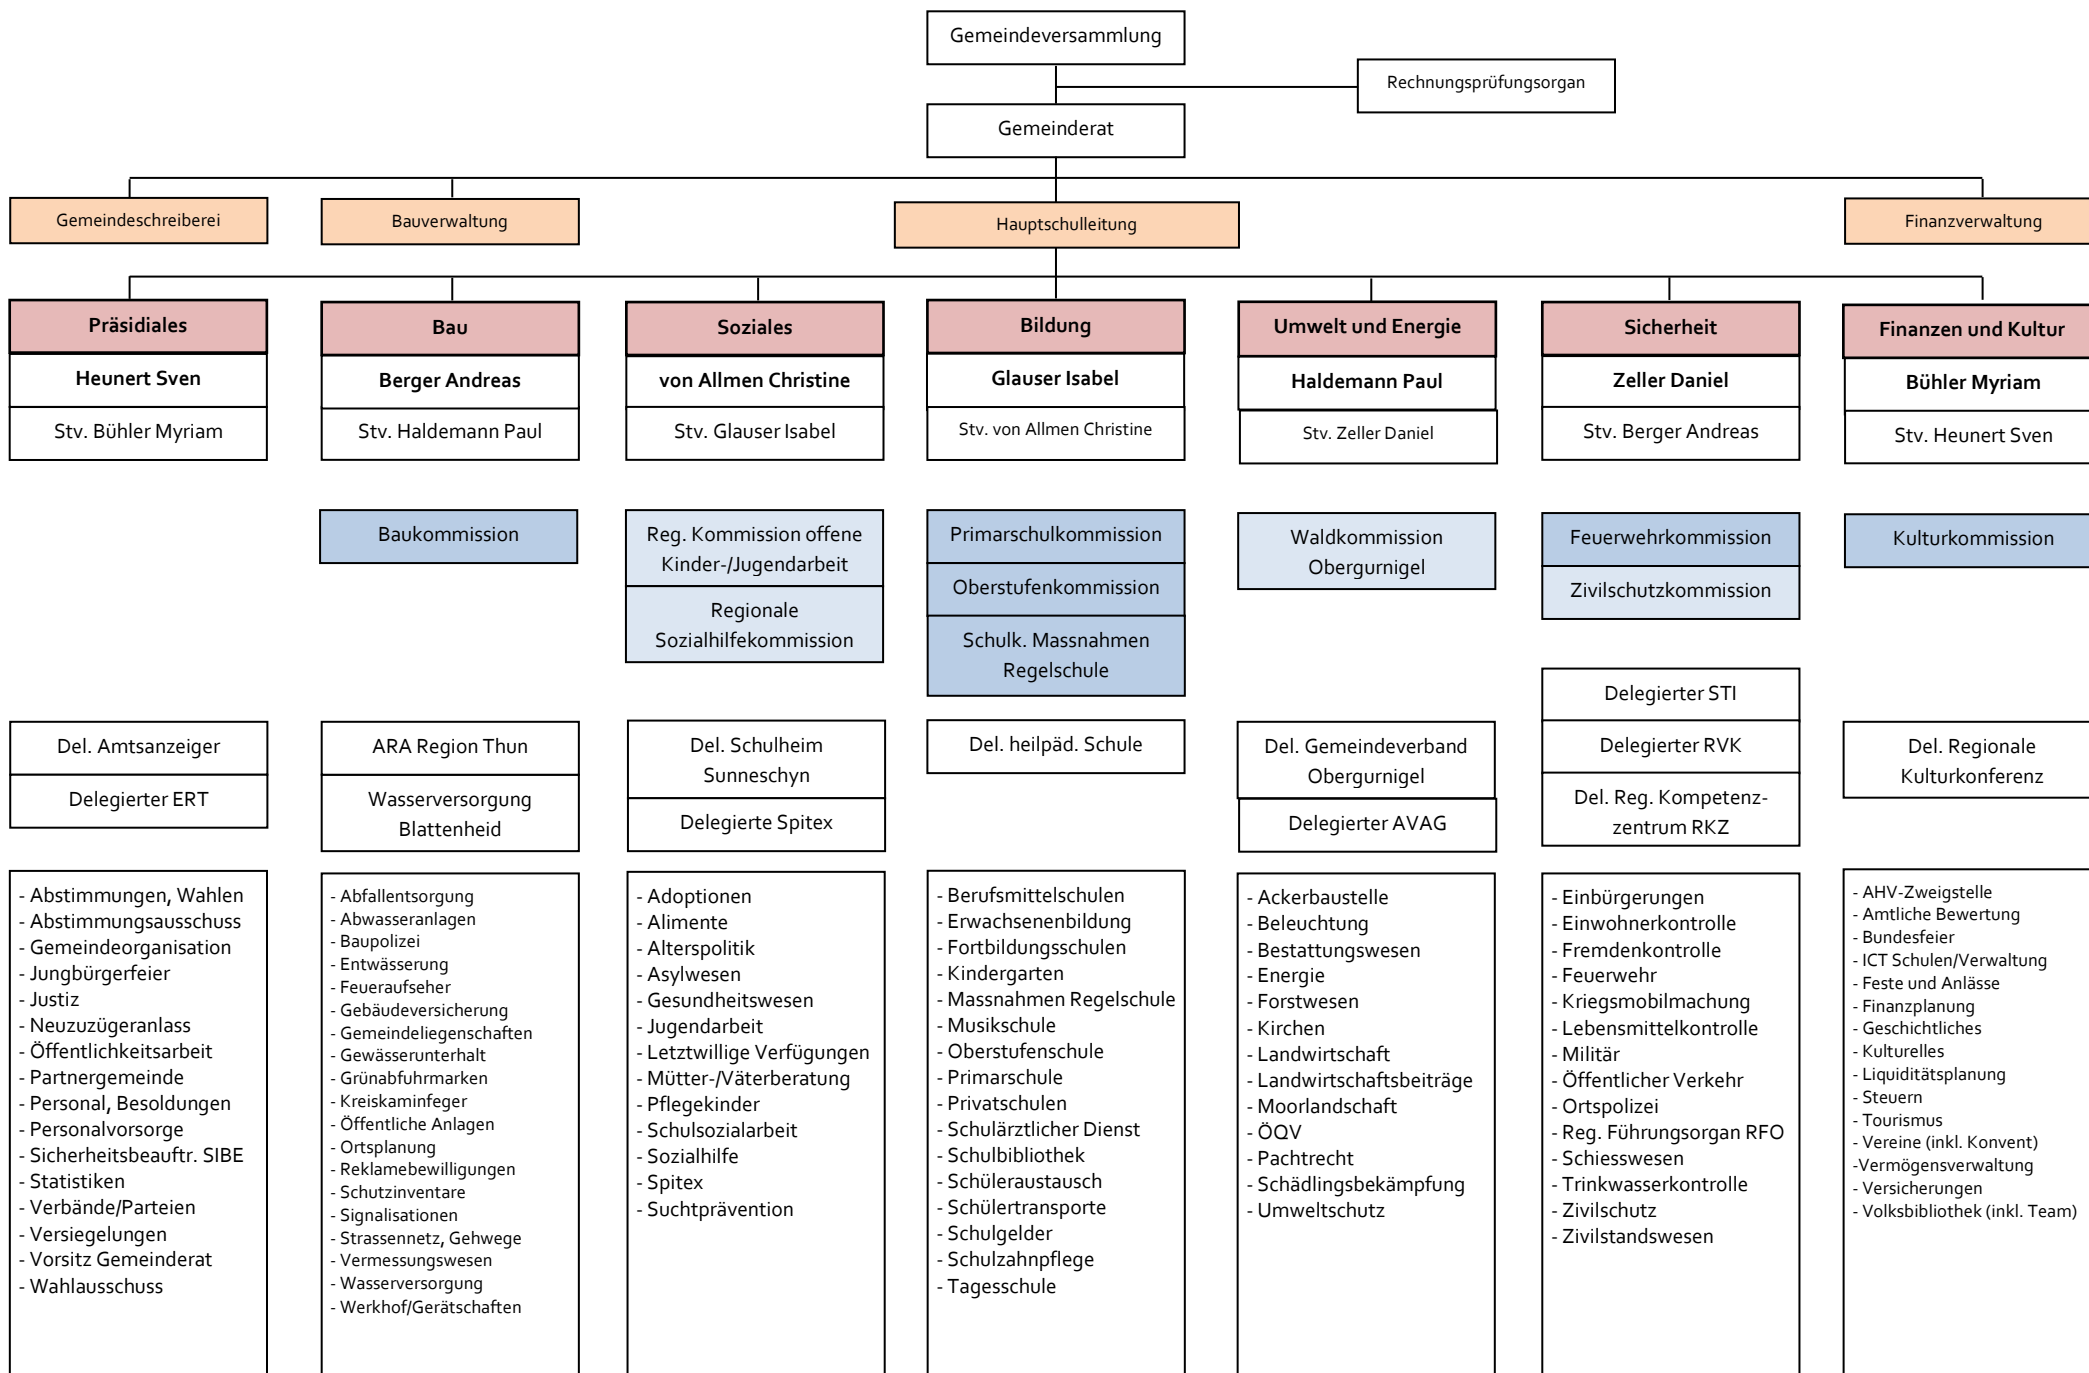 Gemeindeversammlung
Rechnungsprüfungsorgan
Gemeinderat
Gemeindeschreiberei
Bauverwaltung
Hauptschulleitung
Finanzverwaltung
Präsidiales
Heunert Sven
Stv. Bühler Myriam
Del. Amtsanzeiger
Delegierter ERT
- Abstimmungen, Wahlen
- Abstimmungsausschuss
- Gemeindeorganisation
- Jungbürgerfeier
- Justiz
- Neuzuzügeranlass
- Öffentlichkeitsarbeit
- Partnergemeinde
- Personal, Besoldungen
- Personalvorsorge
- Sicherheitsbeauftr. SIBE
- Statistiken
- Verbände/Parteien
- Versiegelungen
- Vorsitz Gemeinderat
- Wahlausschuss
Bau
Berger Andreas
Stv. Haldemann Paul
Baukommission
ARA Region Thun
Wasserversorgung
Blattenheid
- Abfallentsorgung
- Abwasseranlagen
- Baupolizei
- Entwässerung
- Feueraufseher
- Gebäudeversicherung
- Gemeindeliegenschaften
- Gewässerunterhalt
- Grünabfuhrmarken
- Kreiskaminfeger
- Öffentliche Anlagen
- Ortsplanung
- Reklamebewilligungen
- Schutzinventare
- Signalisationen
- Strassennetz, Gehwege
- Vermessungswesen
- Wasserversorgung
- Werkhof/Gerätschaften
Soziales
von Allmen Christine
Stv. Glauser Isabel
Reg. Kommission offene
Kinder-/Jugendarbeit
Regionale
Sozialhilfekommission
Del. Schulheim
Sunneschyn
Delegierte Spitex
- Adoptionen
- Alimente
- Alterspolitik
- Asylwesen
- Gesundheitswesen
- Jugendarbeit
- Letztwillige Verfügungen
- Mütter-/Väterberatung
- Pflegekinder
- Schulsozialarbeit
- Sozialhilfe
- Spitex
- Suchtprävention
Bildung
Glauser Isabel
Stv. von Allmen Christine
Primarschulkommission
Oberstufenkommission
Schulk. Massnahmen
Regelschule
Del. heilpäd. Schule
- Berufsmittelschulen
- Erwachsenenbildung
- Fortbildungsschulen
- Kindergarten
- Massnahmen Regelschule
- Musikschule
- Oberstufenschule
- Primarschule
- Privatschulen
- Schulärztlicher Dienst
- Schulbibliothek
- Schüleraustausch
- Schülertransporte
- Schulgelder
- Schulzahnpflege
- Tagesschule
Umwelt und Energie
Haldemann Paul
Stv. Zeller Daniel
Waldkommission
Obergurnigel
Del. Gemeindeverband
Obergurnigel
Delegierter AVAG
- Ackerbaustelle
- Beleuchtung
- Bestattungswesen
- Energie
- Forstwesen
- Kirchen
- Landwirtschaft
- Landwirtschaftsbeiträge
- Moorlandschaft
- ÖQV
- Pachtrecht
- Schädlingsbekämpfung
- Umweltschutz
Sicherheit
Zeller Daniel
Stv. Berger Andreas
Feuerwehrkommission
Zivilschutzkommission
Delegierter STI
Delegierter RVK
Del. Reg. Kompetenz-
zentrum RKZ
- Einbürgerungen
- Einwohnerkontrolle
- Fremdenkontrolle
- Feuerwehr
- Kriegsmobilmachung
- Lebensmittelkontrolle
- Militär
- Öffentlicher Verkehr
- Ortspolizei
- Reg. Führungsorgan RFO
- Schiesswesen
- Trinkwasserkontrolle
- Zivilschutz
- Zivilstandswesen
Finanzen und Kultur
Bühler Myriam
Stv. Heunert Sven
Kulturkommission
Del. Regionale
Kulturkonferenz
- AHV-Zweigstelle
- Amtliche Bewertung
- Bundesfeier
- ICT Schulen/Verwaltung
- Feste und Anlässe
- Finanzplanung
- Geschichtliches
- Kulturelles
- Liquiditätsplanung
- Steuern
- Tourismus
- Vereine (inkl. Konvent)
-Vermögensverwaltung
- Versicherungen
- Volksbibliothek (inkl. Team)